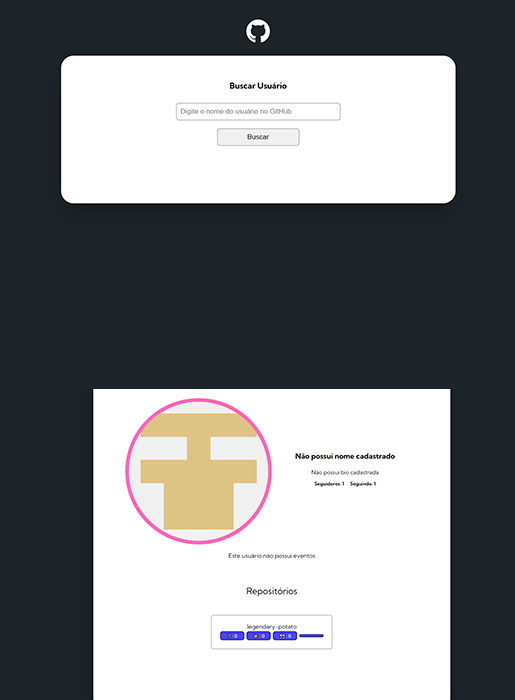 Buscar Usuário
Digite o nome do usuário no GitHub
Buscar
Não possui nome cadastrado
Não possui bio cadastrada
Seguidores: 1 Seguindo: 1
Este usuário não possui eventos
Repositórios
legendary-potato
0 0 0